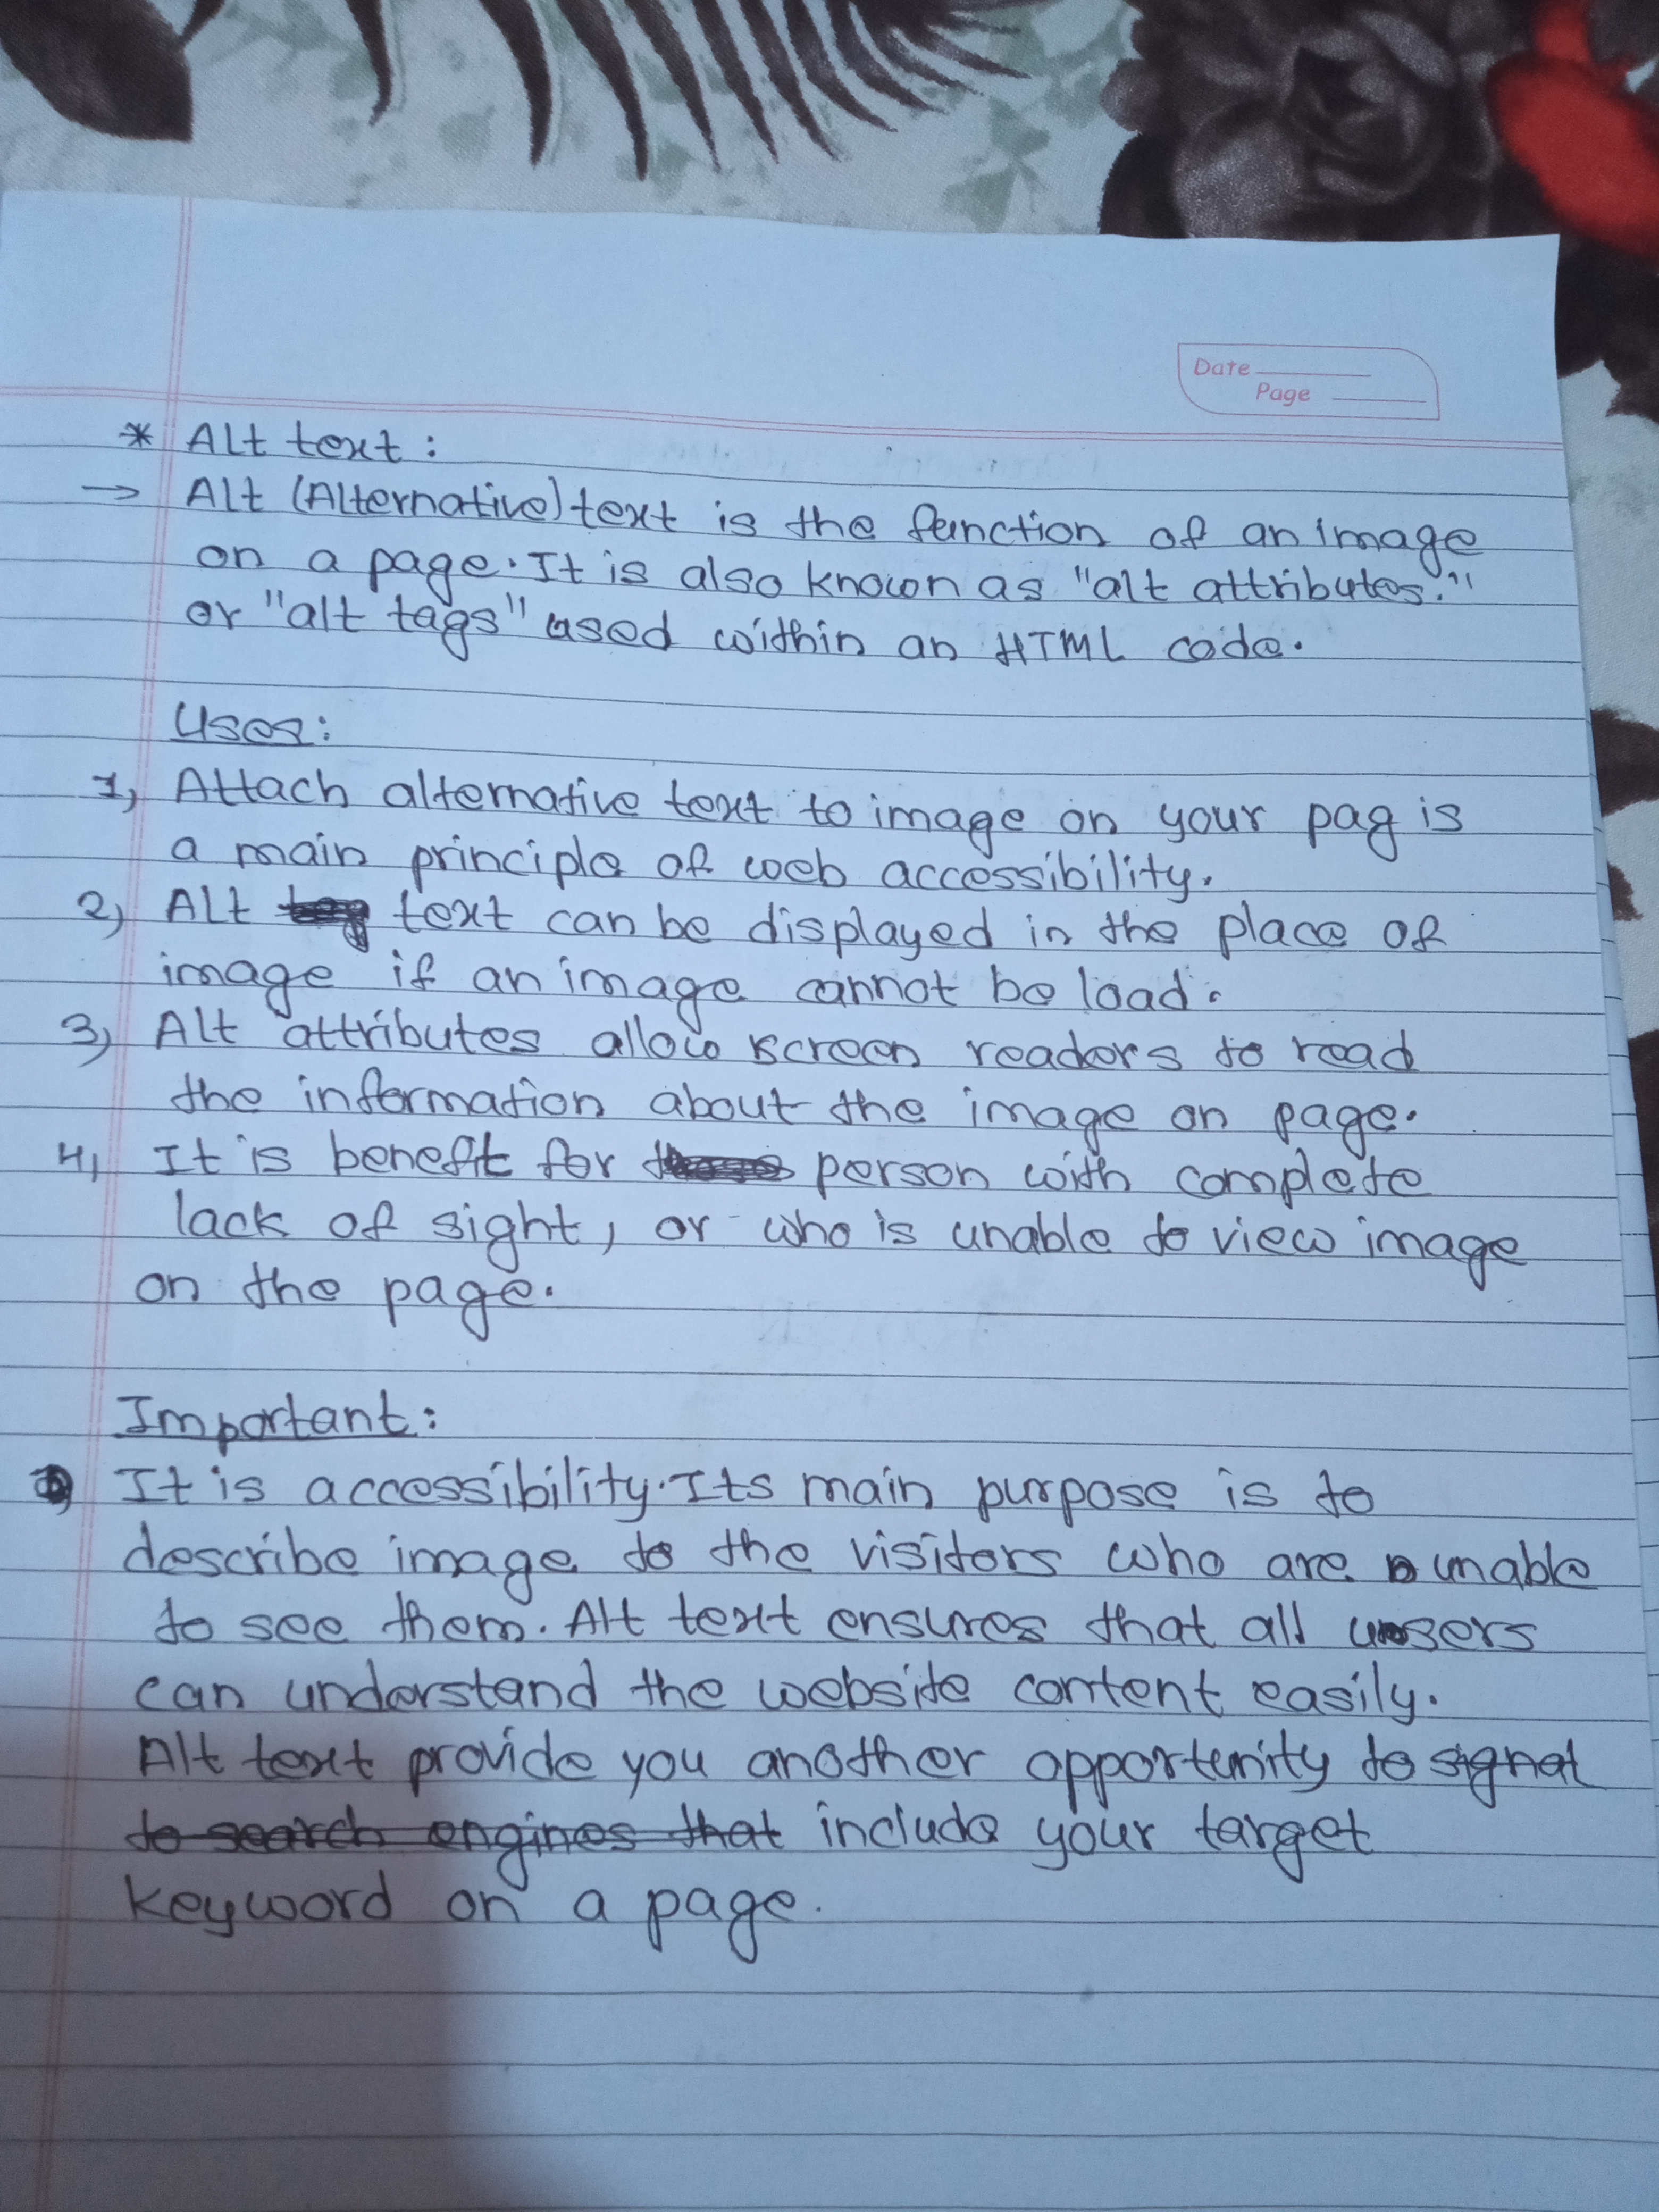 Date
Page
* Alt text :
→ Alt (Alternative) text is the function of an image
on a page. It is also known as "alt attributes."
or "alt tags" used within an HTML code.
Uses:
1) Attach alternative text to image on your pag is
a main principle of web accessibility.
2) Alt text can be displayed in the place of
image if an image cannot be load.
3) Alt attributes allow screen readers to read
the information about the image on page.
4) It is benefit for person with complete
lack of sight, or who is unable to view image
on the page.
Important:
It is accessibility. Its main purpose is to
describe image to the visitors who are unable
to see them. Alt text ensures that all users
can understand the website content easily.
Alt text provide you another opportunity to signal
to search engines that include your target
keyword on a page.